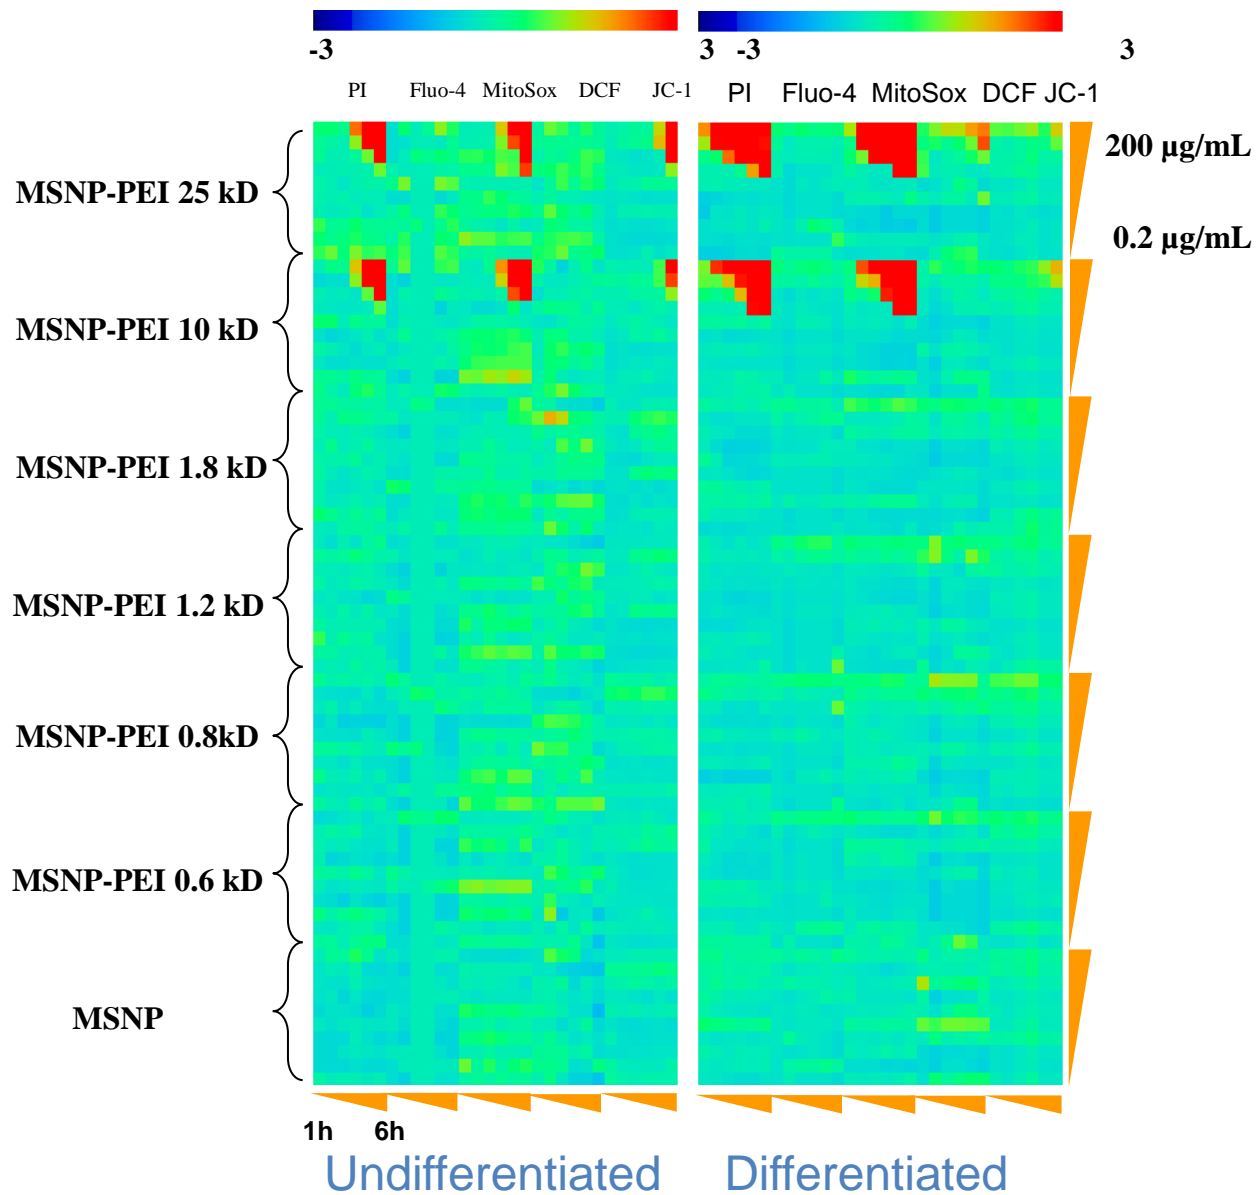 -3 3 -3 3
PI Fluo-4 MitoSox DCF JC-1 PI Fluo-4 MitoSox DCF JC-1
200 µg/mL
MSNP-PEI 25 kD
0.2 µg/mL
MSNP-PEI 10 kD
MSNP-PEI 1.8 kD
MSNP-PEI 1.2 kD
MSNP-PEI 0.8kD
MSNP-PEI 0.6 kD
MSNP
1h 6h
Undifferentiated Differentiated